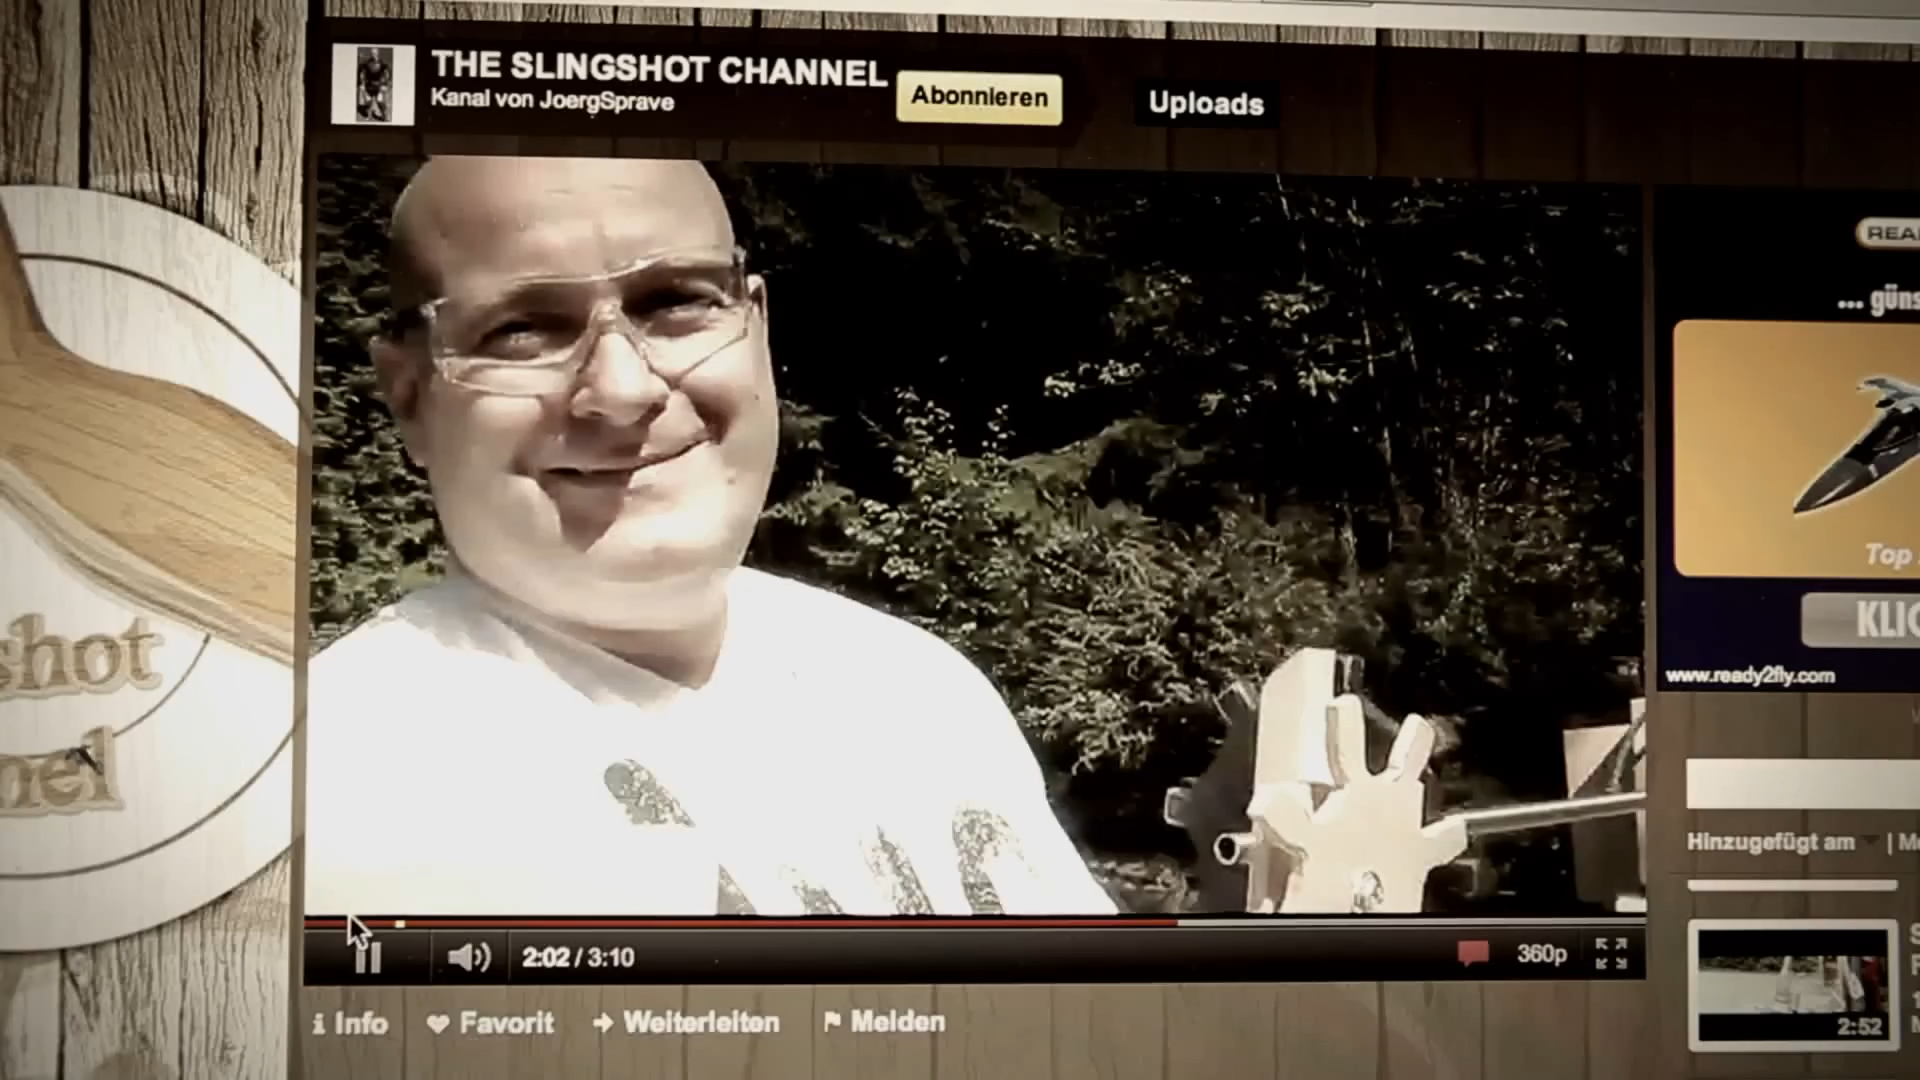 THE SLINGSHOT CHANNEL
Kanal von JoergSprave
Abonnieren
Uploads
... güns
Top
KLIC
www.ready2fly.com
shot
nel
Hinzugefügt am |
2:02 / 3:10
360p
2:52
i Info
Favorit
Weiterleiten
Melden